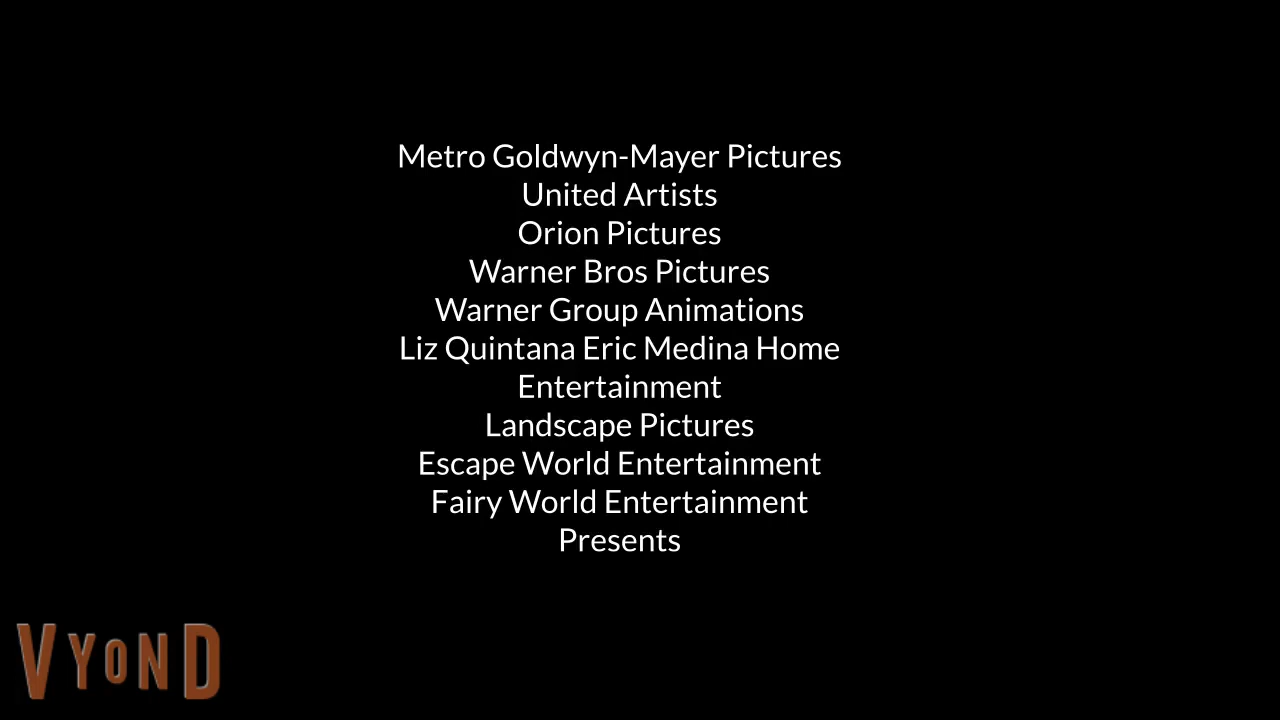 Metro Goldwyn-Mayer Pictures
United Artists
Orion Pictures
Warner Bros Pictures
Warner Group Animations
Liz Quintana Eric Medina Home
Entertainment
Landscape Pictures
Escape World Entertainment
Fairy World Entertainment
Presents
VYOND